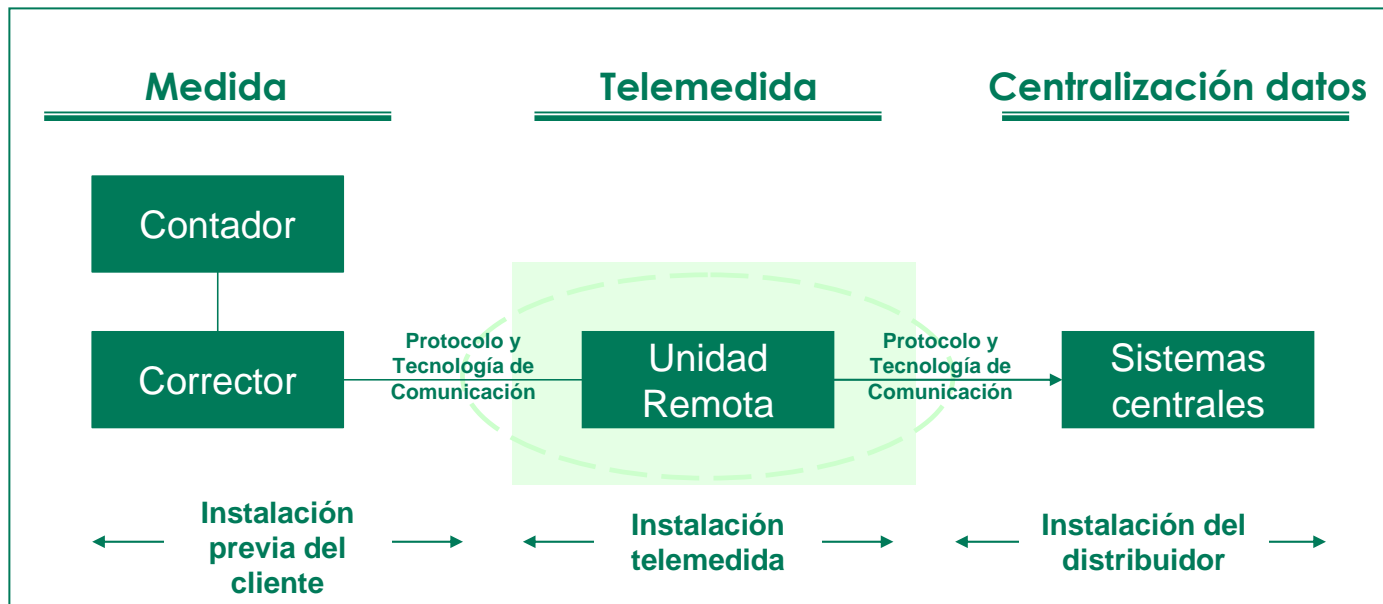 Medida
Telemedida
Centralización datos
Contador
Corrector
Protocolo y
Tecnología de
Comunicación
Unidad
Remota
Protocolo y
Tecnología de
Comunicación
Sistemas
centrales
Instalación
previa del
cliente
Instalación
telemedida
Instalación del
distribuidor